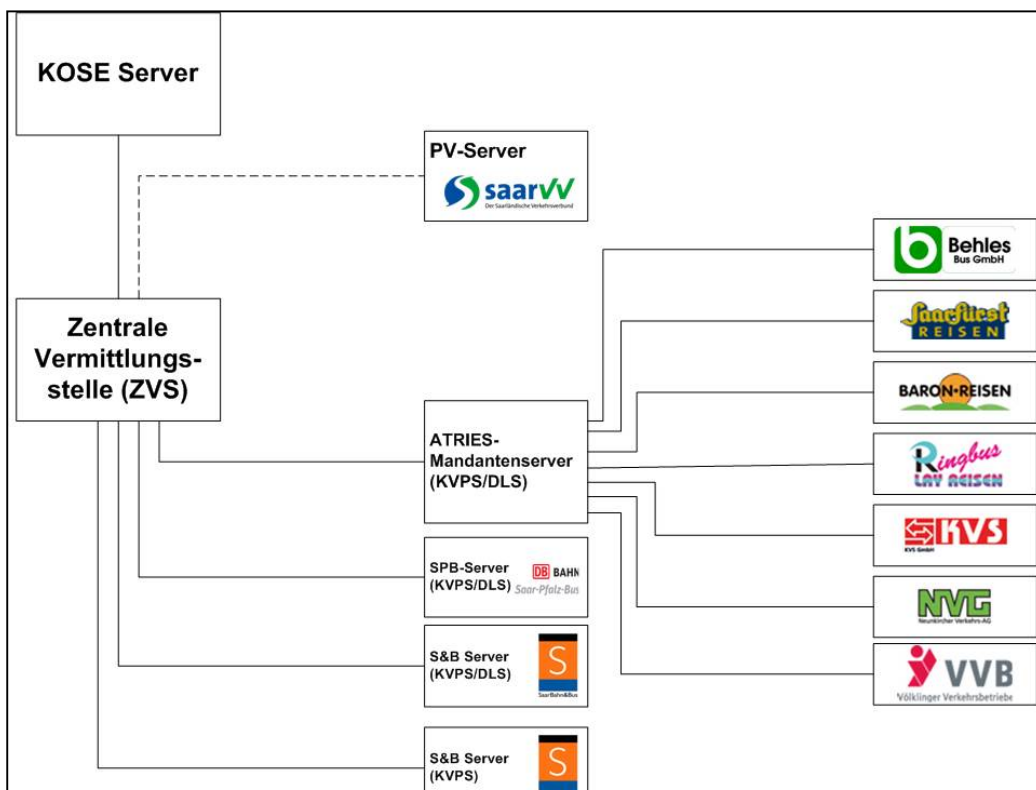 KOSE Server
PV-Server
saarVV
Der Saarländische Verkehrsverbund
Zentrale
Vermittlungs-
stelle (ZVS)
ATRIES-
Mandantenserver
(KVPS/DLS)
SPB-Server
(KVPS/DLS)
DB BAHN
Saar-Pfalz-Bus
S&B Server
(KVPS/DLS)
S
SaarBahn&Bus
S&B Server
(KVPS)
S
b Behles
Bus GmbH
Saarfürst
REISEN
BARON•REISEN
Ringbus
LAY REISEN
KVS
KVS GmbH
NVG
Neunkircher Verkehrs-AG
VVB
Völklinger Verkehrsbetriebe